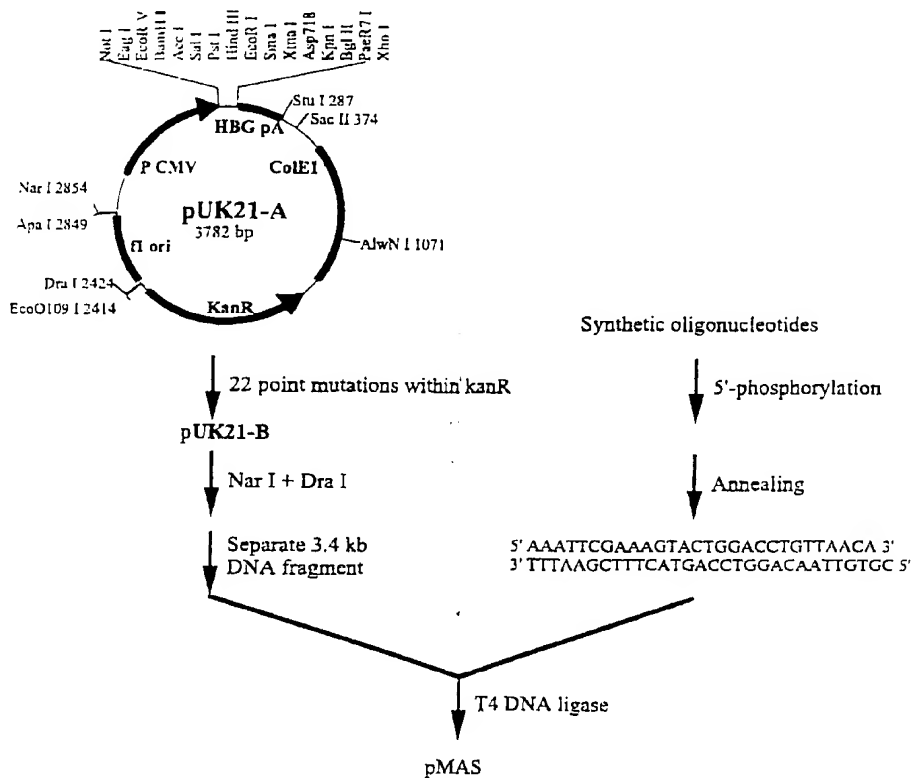 Not I
Eag I
EcoR V
BamH I
Acc I
Sal I
Pst I
Hind III
EcoR I
Sma I
Xma I
Asp718
Kpn I
Bgl II
PaeR7 I
Xho I
HBG pA
Stu I 287
Sac II 374
P CMV
ColE1
Nar I 2854
pUK21-A
3782 bp
Apa I 2849
AlwN I 1071
f1 ori
Dra I 2424
EcoO109 I 2414
KanR
Synthetic oligonucleotides
22 point mutations within kanR
5'-phosphorylation
pUK21-B
Nar I + Dra I
Annealing
Separate 3.4 kb
DNA fragment
5' AAATTCGAAAGTACTGGACCTGTTAACA 3'
3' TTTAAGCTTTCATGACCTGGACAATTGTGC 5'
T4 DNA ligase
pMAS